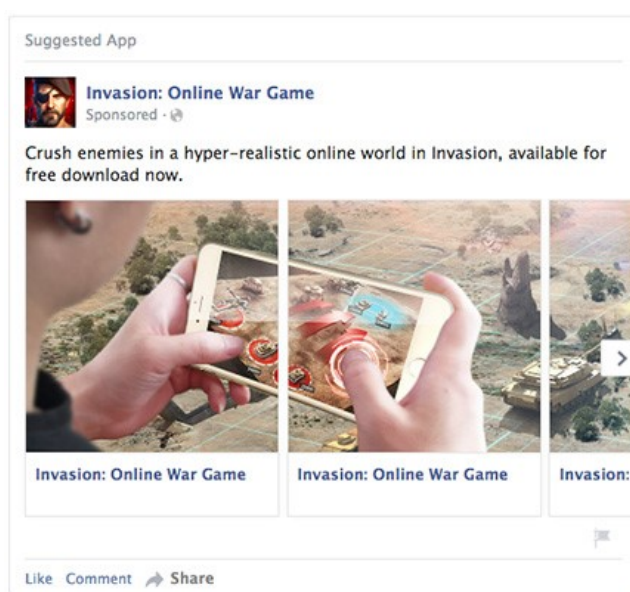 Suggested App
Invasion: Online War Game
Sponsored ·
Crush enemies in a hyper-realistic online world in Invasion, available for
free download now.
Invasion: Online War Game
Invasion: Online War Game
Invasion:
Like Comment Share